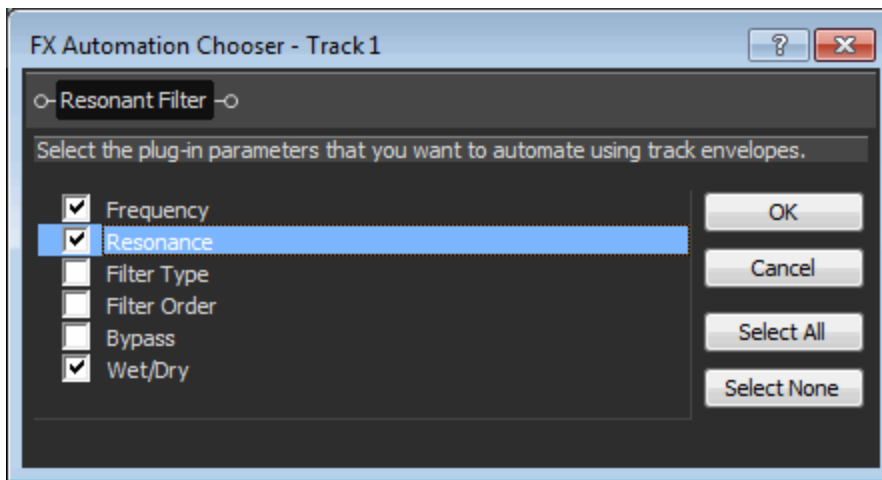 FX Automation Chooser - Track 1
?
Resonant Filter
Select the plug-in parameters that you want to automate using track envelopes.
Frequency
Resonance
Filter Type
Filter Order
Bypass
Wet/Dry
OK
Cancel
Select All
Select None